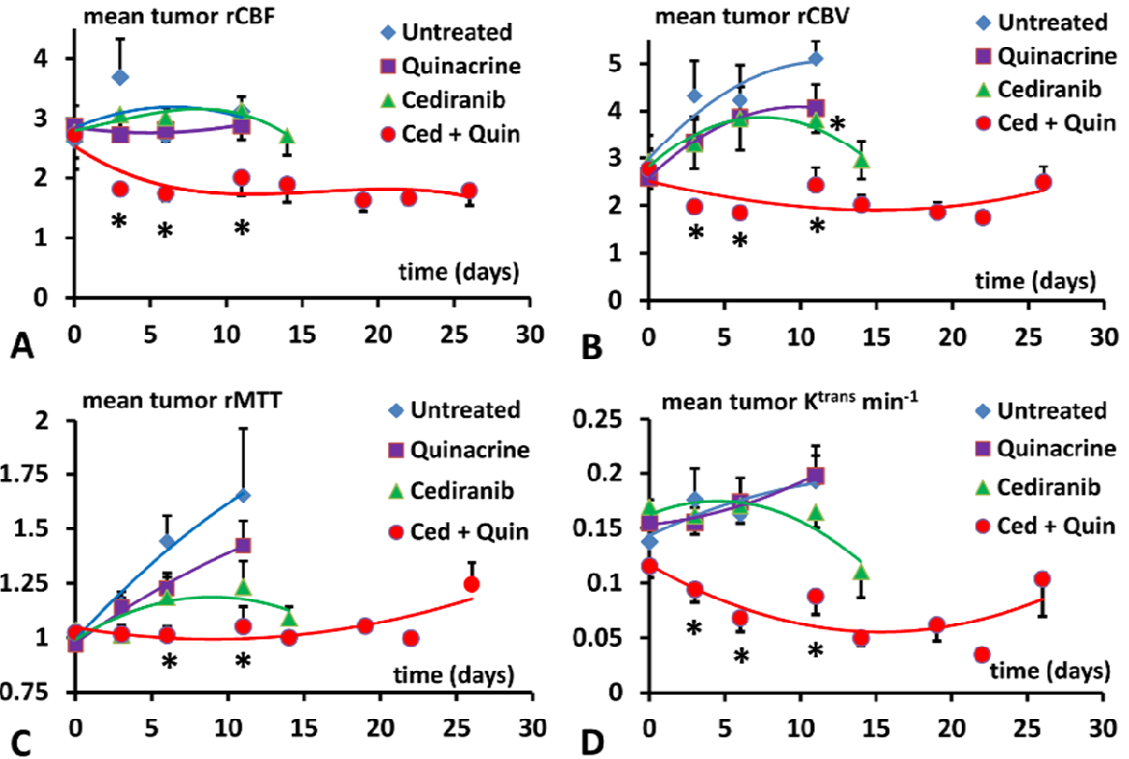 mean tumor rCBF
Untreated
Quinacrine
Cediranib
Ced + Quin
4
3
2
1
0
* * *
time (days)
0 5 10 15 20 25 30
A
mean tumor rCBV
Untreated
Quinacrine
Cediranib
Ced + Quin
5
4
3
2
1
0
*
* * *
time (days)
0 5 10 15 20 25 30
B
mean tumor rMTT
Untreated
Quinacrine
Cediranib
Ced + Quin
2
1.75
1.5
1.25
1
0.75
* *
time (days)
0 5 10 15 20 25 30
C
mean tumor Ktrans min-1
Untreated
Quinacrine
Cediranib
Ced + Quin
0.25
0.2
0.15
0.1
0.05
0
* * *
time (days)
0 5 10 15 20 25 30
D